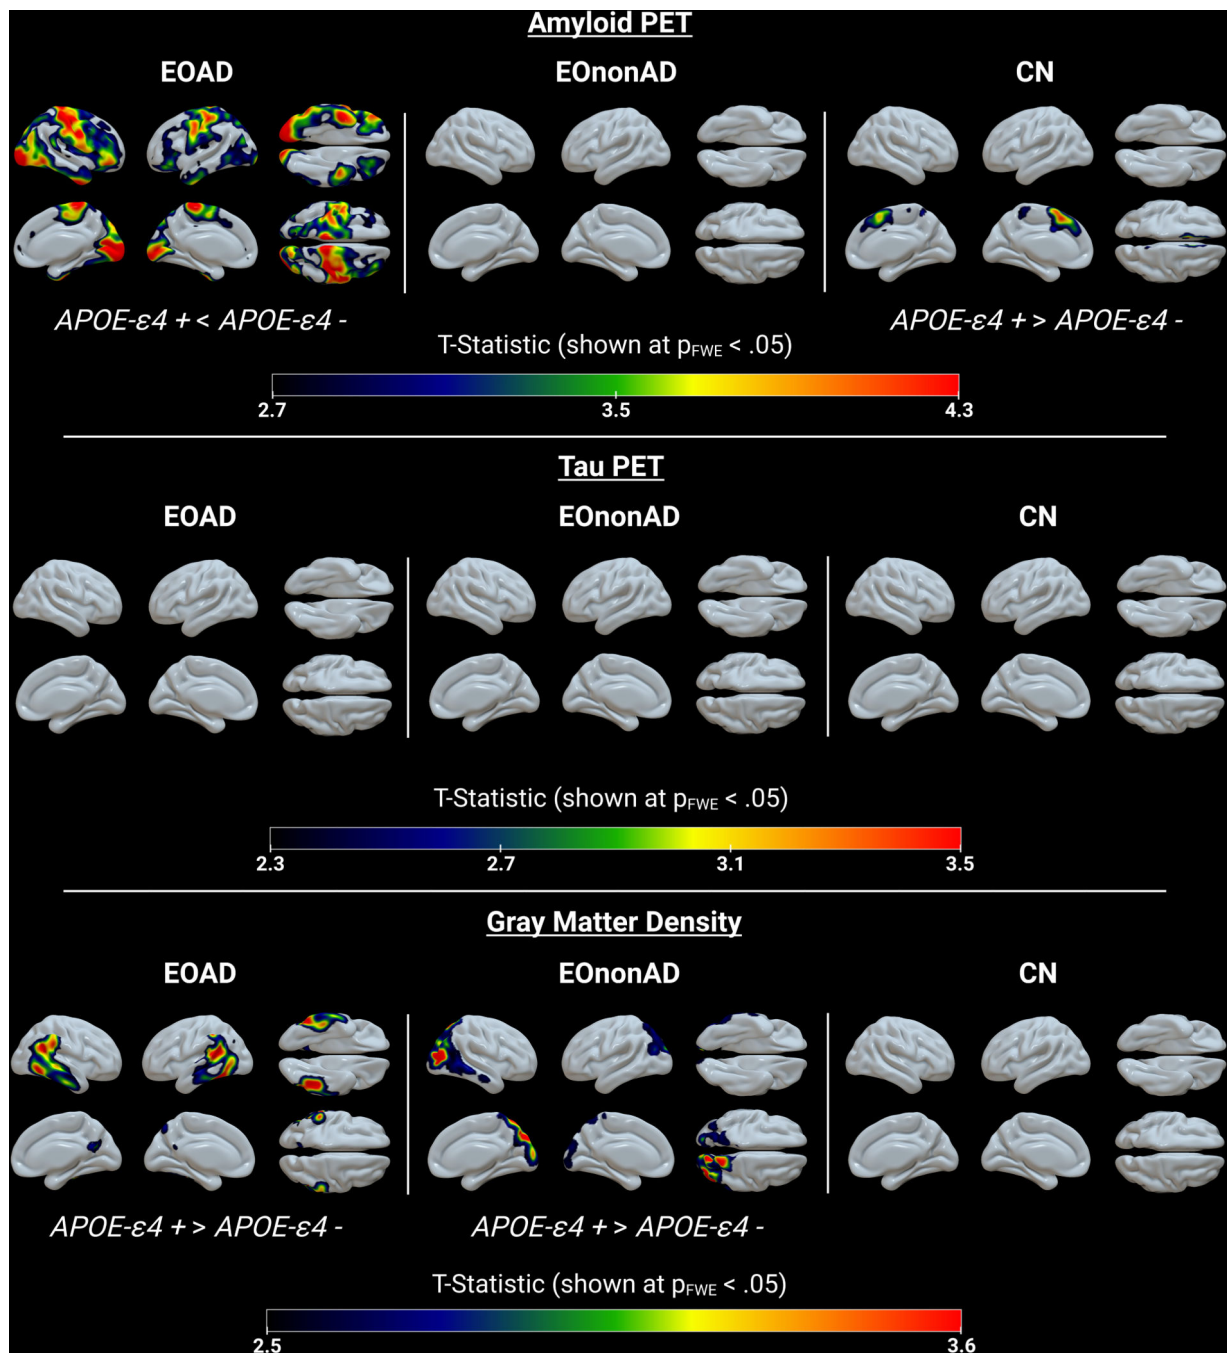 Amyloid PET
EOAD EOnonAD CN
APOE-ε4 + < APOE-ε4 - APOE-ε4 + > APOE-ε4 -
T-Statistic (shown at pFWE < .05)
2.7 3.5 4.3
Tau PET
EOAD EOnonAD CN
T-Statistic (shown at pFWE < .05)
2.3 2.7 3.1 3.5
Gray Matter Density
EOAD EOnonAD CN
APOE-ε4 + > APOE-ε4 - APOE-ε4 + > APOE-ε4 -
T-Statistic (shown at pFWE < .05)
2.5 3.6